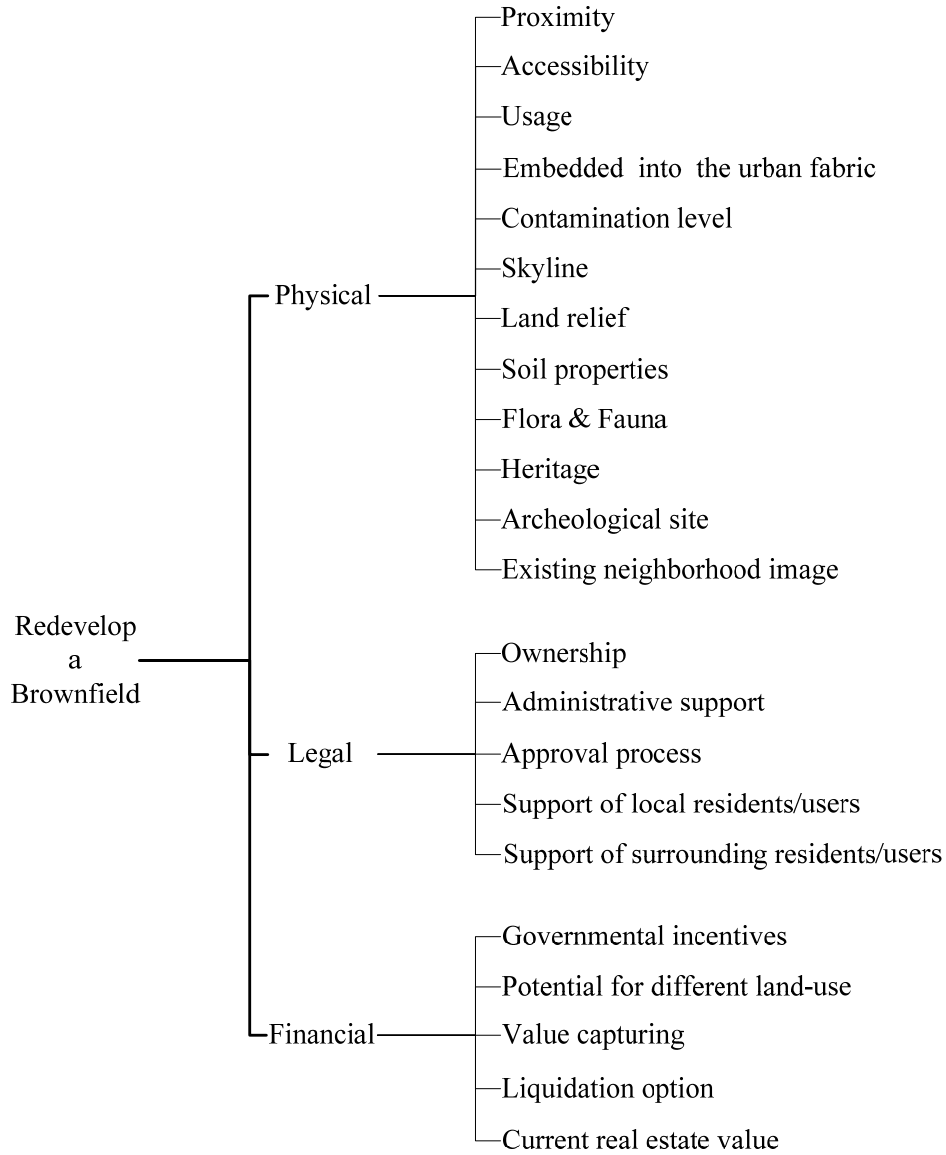 Redevelop
a
Brownfield
Physical
Proximity
Accessibility
Usage
Embedded into the urban fabric
Contamination level
Skyline
Land relief
Soil properties
Flora & Fauna
Heritage
Archeological site
Existing neighborhood image
Legal
Ownership
Administrative support
Approval process
Support of local residents/users
Support of surrounding residents/users
Financial
Governmental incentives
Potential for different land-use
Value capturing
Liquidation option
Current real estate value